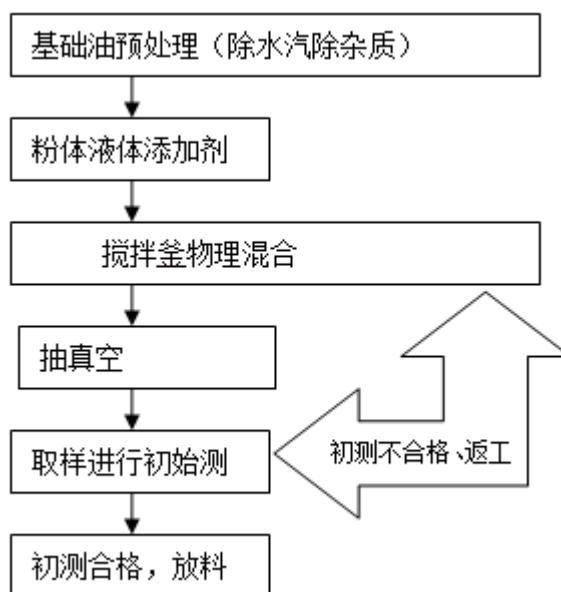 基础油预处理（除水汽除杂质）
粉体液体添加剂
搅拌釜物理混合
抽真空
取样进行初始测
初测不合格、返工
初测合格，放料